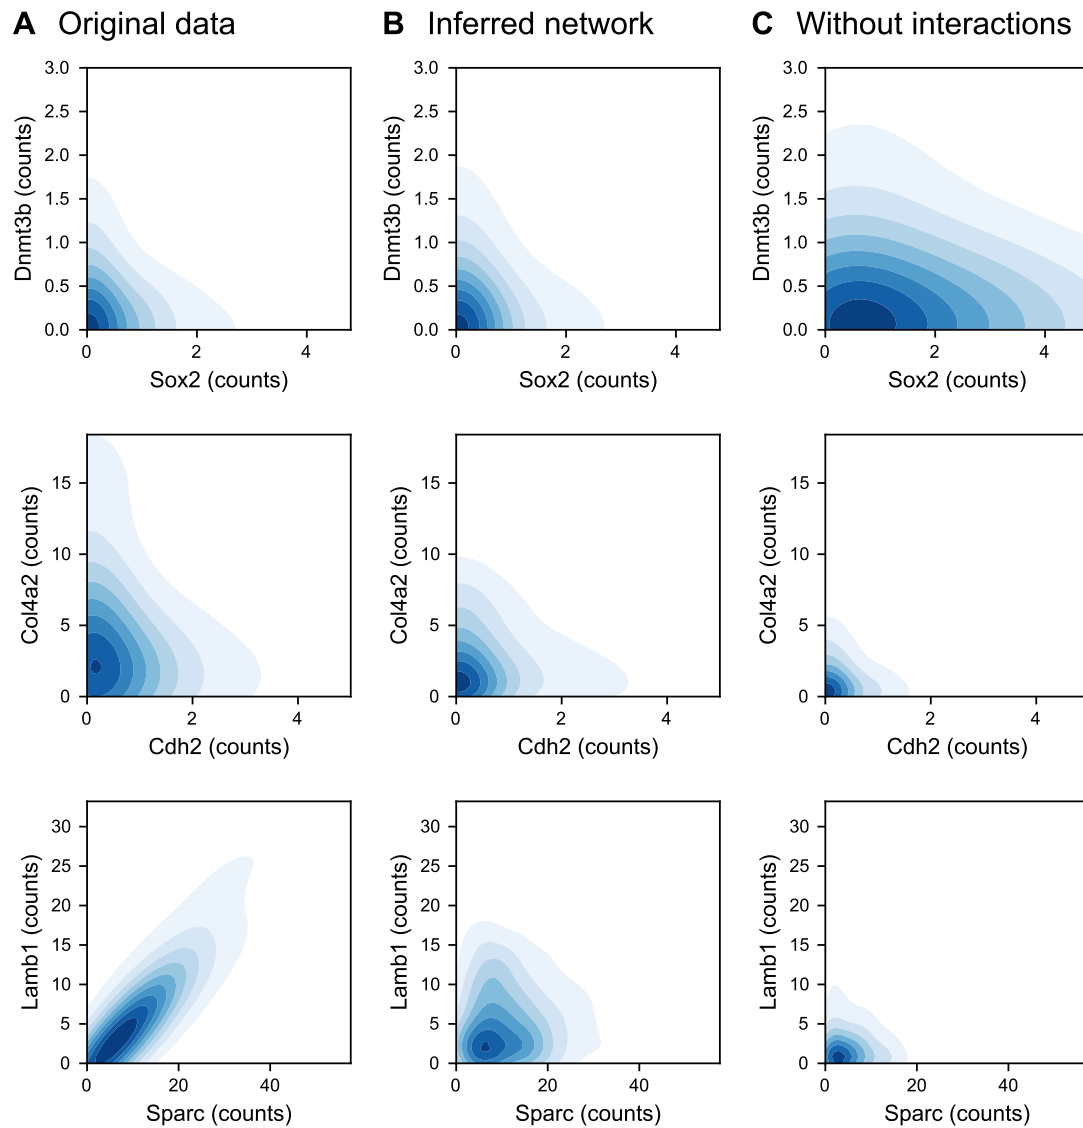 A Original data
B Inferred network
C Without interactions
3.0
2.5
2.0
1.5
1.0
0.5
0.0
Dnmt3b (counts)
0 2 4
Sox2 (counts)
3.0
2.5
2.0
1.5
1.0
0.5
0.0
Dnmt3b (counts)
0 2 4
Sox2 (counts)
3.0
2.5
2.0
1.5
1.0
0.5
0.0
Dnmt3b (counts)
0 2 4
Sox2 (counts)
15
10
5
0
Col4a2 (counts)
0 2 4
Cdh2 (counts)
15
10
5
0
Col4a2 (counts)
0 2 4
Cdh2 (counts)
15
10
5
0
Col4a2 (counts)
0 2 4
Cdh2 (counts)
30
25
20
15
10
5
0
Lamb1 (counts)
0 20 40
Sparc (counts)
30
25
20
15
10
5
0
Lamb1 (counts)
0 20 40
Sparc (counts)
30
25
20
15
10
5
0
Lamb1 (counts)
0 20 40
Sparc (counts)